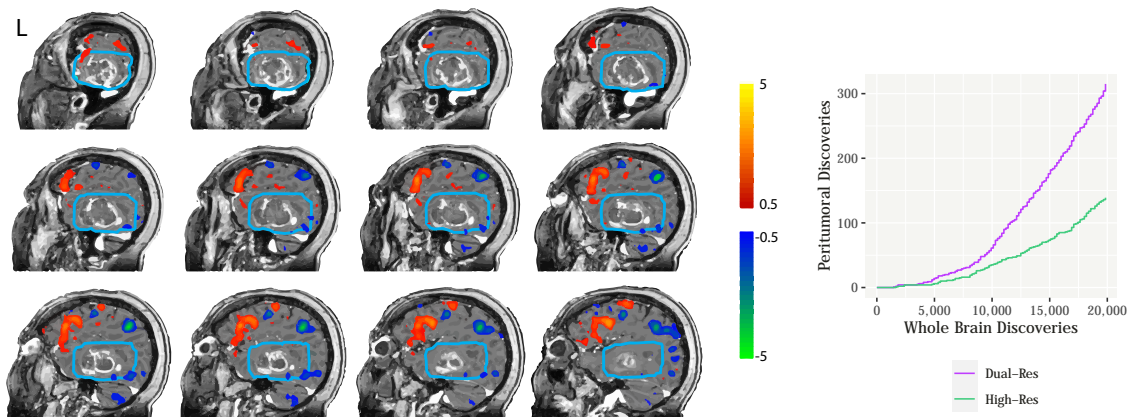 L
5
0.5
-0.5
-5
Peritumoral Discoveries
300
200
100
0
0
5,000
10,000
15,000
20,000
Whole Brain Discoveries
Dual–Res
High–Res